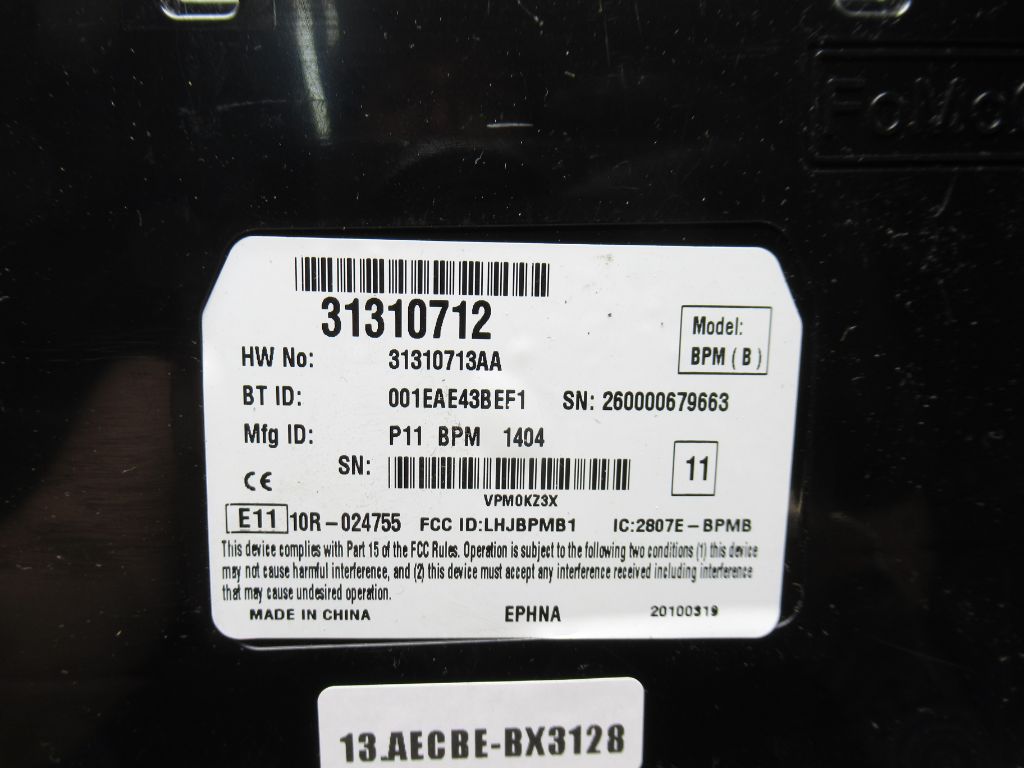 31310712
Model:
BPM ( B )
HW No: 31310713AA
BT ID: 001EAE43BEF1 SN: 260000679663
Mfg ID: P11 BPM 1404
SN:
11
CE
VPM0KZ3X
E11 10R-024755 FCC ID:LHJBPMB1 IC:2807E-BPMB
This device complies with Part 15 of the FCC Rules. Operation is subject to the following two conditions (1) this device
may not cause harmful interference, and (2) this device must accept any interference received including interference
that may cause undesired operation.
MADE IN CHINA EPHNA 20100319
13.AECBE-BX3128